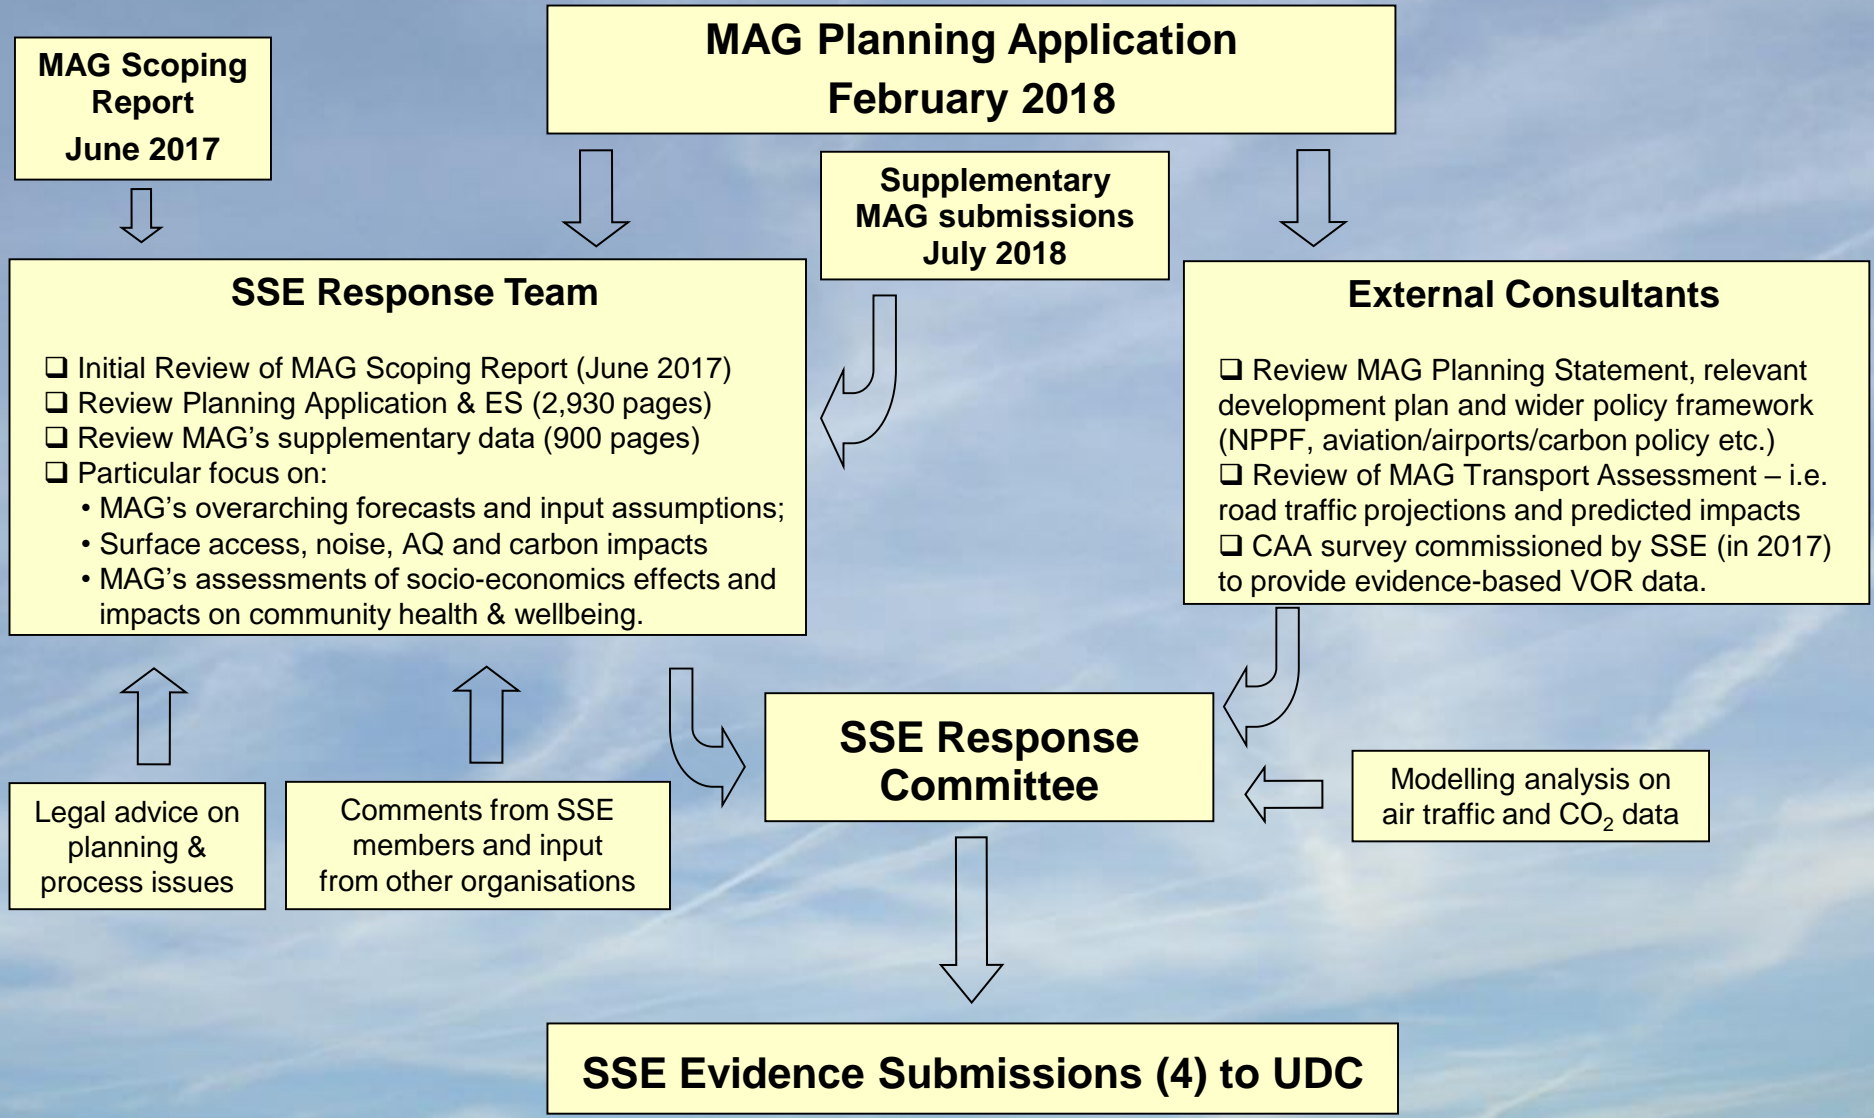 MAG Scoping
Report
June 2017
MAG Planning Application
February 2018
Supplementary
MAG submissions
July 2018
SSE Response Team
❑ Initial Review of MAG Scoping Report (June 2017)
❑ Review Planning Application & ES (2,930 pages)
❑ Review MAG's supplementary data (900 pages)
❑ Particular focus on:
• MAG's overarching forecasts and input assumptions;
• Surface access, noise, AQ and carbon impacts
• MAG's assessments of socio-economics effects and
impacts on community health & wellbeing.
External Consultants
❑ Review MAG Planning Statement, relevant
development plan and wider policy framework
(NPPF, aviation/airports/carbon policy etc.)
❑ Review of MAG Transport Assessment – i.e.
road traffic projections and predicted impacts
❑ CAA survey commissioned by SSE (in 2017)
to provide evidence-based VOR data.
Legal advice on
planning &
process issues
Comments from SSE
members and input
from other organisations
SSE Response
Committee
Modelling analysis on
air traffic and CO₂ data
SSE Evidence Submissions (4) to UDC